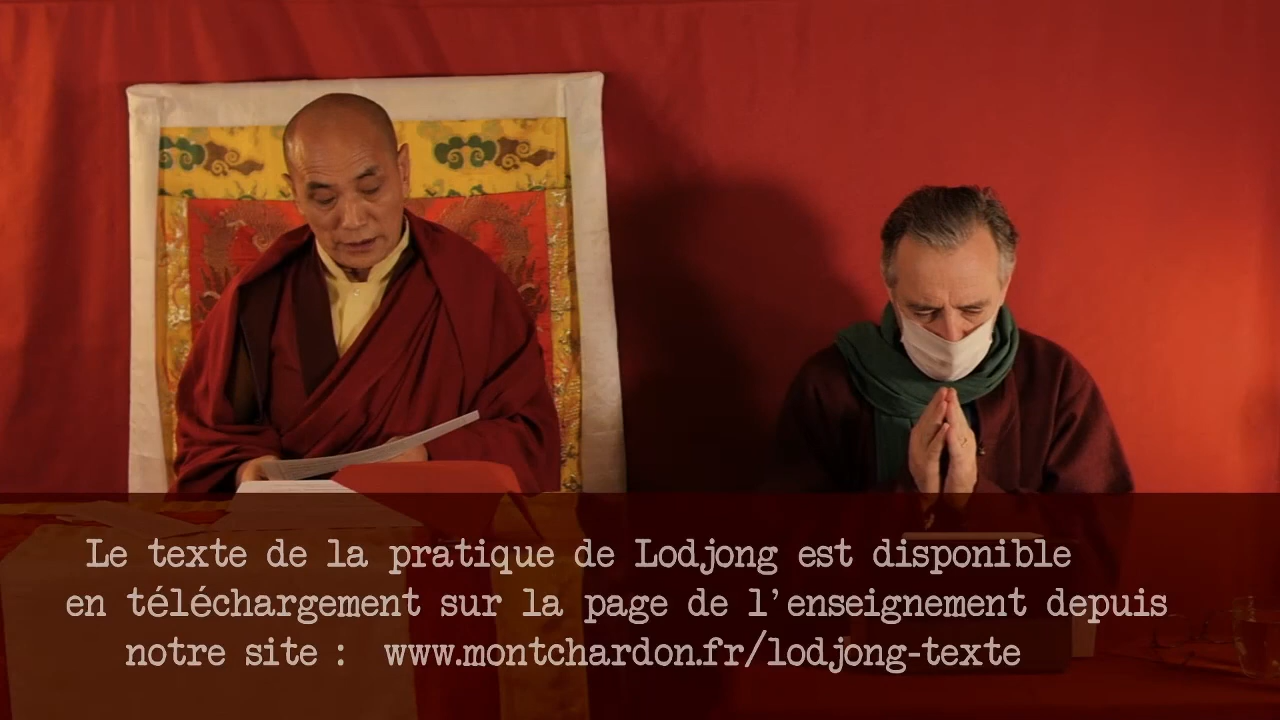 Le texte de la pratique de Lodjong est disponible
en téléchargement sur la page de l'enseignement depuis
notre site : www.montchardon.fr/lodjong-texte